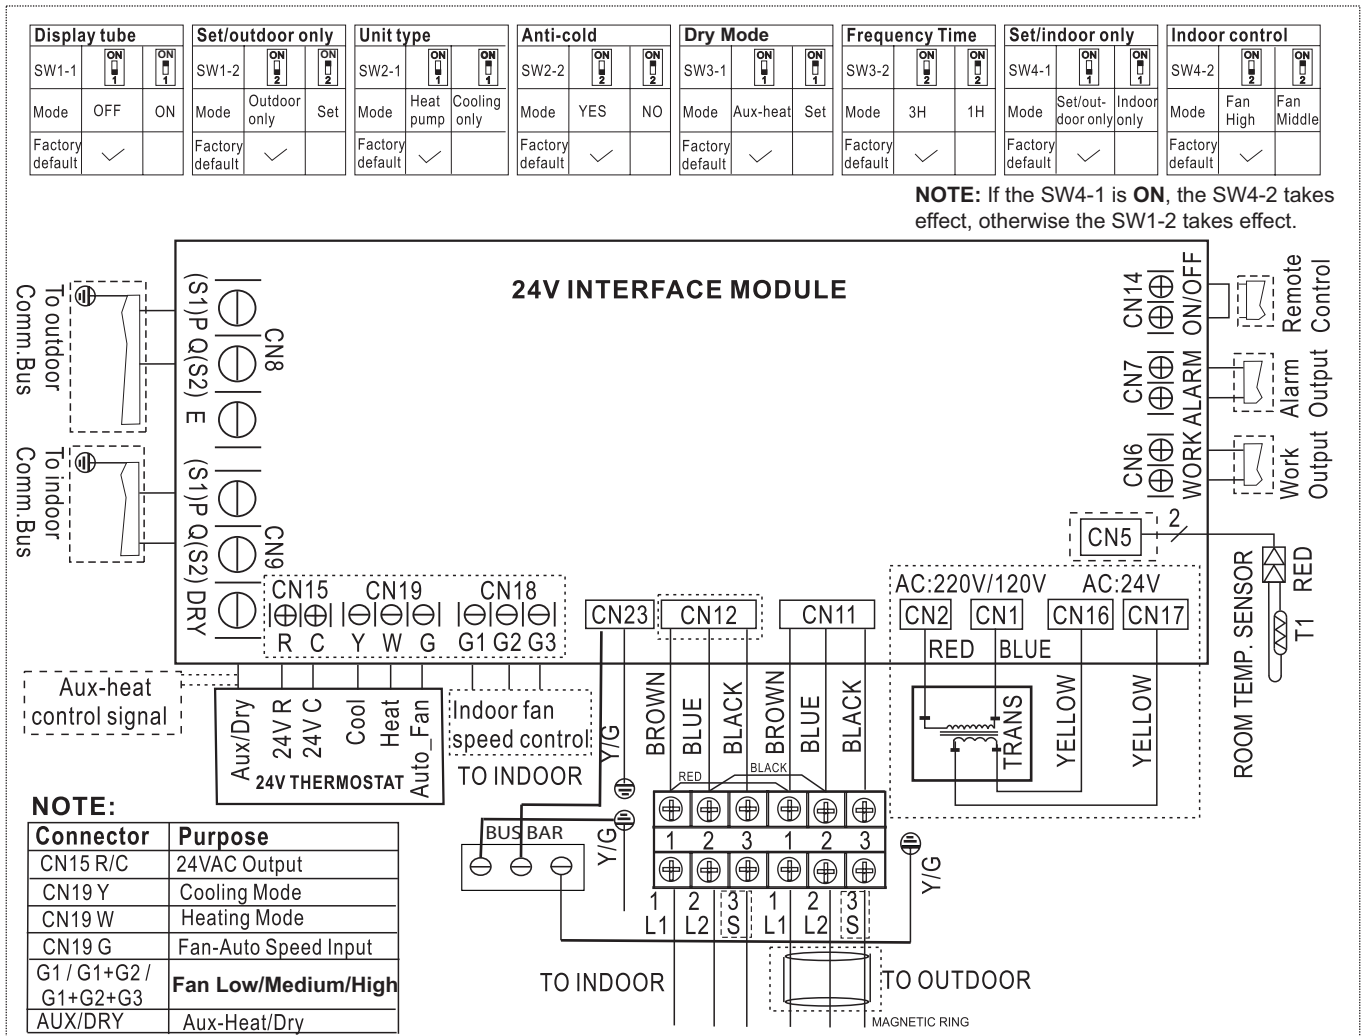 Display tube
SW1-1 ON 1 ON 1
Mode OFF ON
Factory default
Set/outdoor only
SW1-2 ON 2 ON 2
Mode Outdoor only Set
Factory default
Unit type
SW2-1 ON 1 ON 1
Mode Heat pump Cooling only
Factory default
Anti-cold
SW2-2 ON 2 ON 2
Mode YES NO
Factory default
Dry Mode
SW3-1 ON 1 ON 1
Mode Aux-heat Set
Factory default
Frequency Time
SW3-2 ON 2 ON 2
Mode 3H 1H
Factory default
Set/indoor only
SW4-1 ON 1 ON 1
Mode Set/out-door only Indoor only
Factory default
Indoor control
SW4-2 ON 2 ON 2
Mode Fan High Fan Middle
Factory default
NOTE: If the SW4-1 is ON, the SW4-2 takes
effect, otherwise the SW1-2 takes effect.
24V INTERFACE MODULE
To outdoor
Comm.Bus
(S1)P Q(S2) E
CN8
To indoor
Comm.Bus
(S1)P Q(S2) DRY
CN9
CN14
ON/OFF
Remote
Control
CN7
ALARM
Alarm
Output
CN6
WORK
Work
Output
CN5
2
ROOM TEMP. SENSOR
RED
T1
CN15 CN19 CN18
R C Y W G G1 G2 G3
CN23
CN12
CN11
AC:220V/120V AC:24V
CN2 CN1 CN16 CN17
RED BLUE
TRANS
YELLOW
YELLOW
Aux-heat
control signal
Aux/Dry
24V R
24V C
Cool
Heat
Auto_Fan
24V THERMOSTAT
Indoor fan
speed control
TO INDOOR
Y/G
BROWN
BLUE
BLACK
BROWN
BLUE
BLACK
RED
BLACK
BUS BAR
Y/G
1 2 3 1 2 3
Y/G
1 2 3 1 2 3
L1 L2 S L1 L2 S
TO INDOOR
TO OUTDOOR
MAGNETIC RING
NOTE:
Connector Purpose
CN15 R/C 24VAC Output
CN19 Y Cooling Mode
CN19 W Heating Mode
CN19 G Fan-Auto Speed Input
G1 / G1+G2 /
G1+G2+G3 Fan Low/Medium/High
AUX/DRY Aux-Heat/Dry